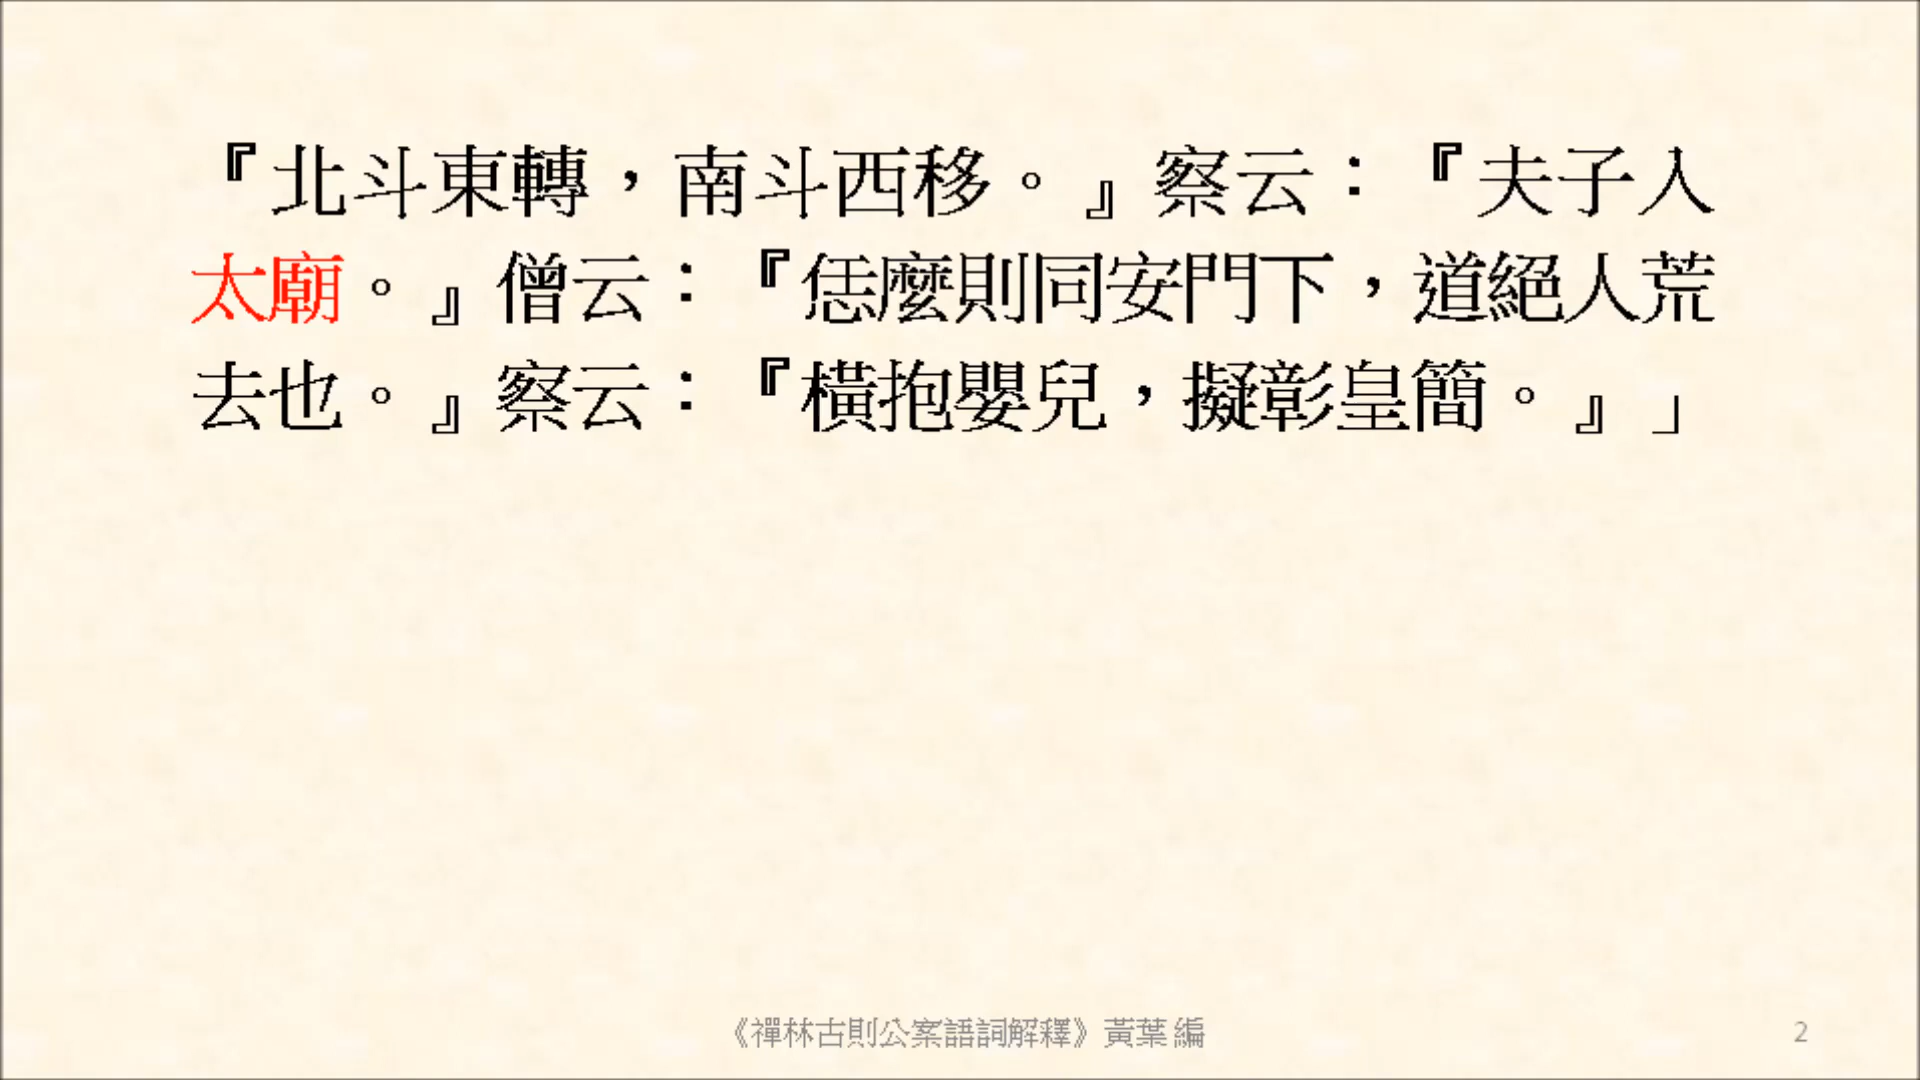 『北斗東轉，南斗西移。』察云：『夫子入
太廟。』僧云：『恁麼則同安門下，道絕人荒
去也。』察云：『橫抱嬰兒，擬彰皇簡。』」
《禪林古則公案語詞解釋》黃葉 編
2